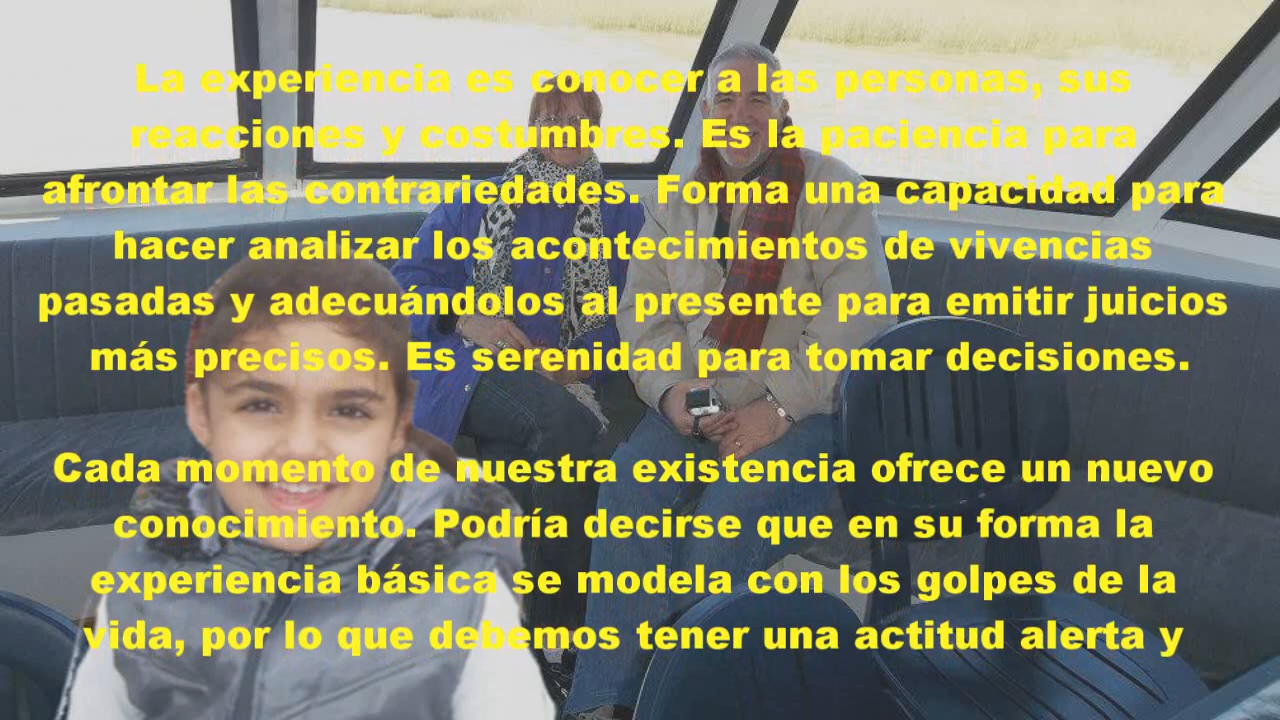 La experiencia es conocer a las personas, sus
reacciones y costumbres. Es la paciencia para
afrontar las contrariedades. Forma una capacidad para
hacer analizar los acontecimientos de vivencias
pasadas y adecuándolos al presente para emitir juicios
más precisos. Es serenidad para tomar decisiones.
Cada momento de nuestra existencia ofrece un nuevo
conocimiento. Podría decirse que en su forma la
experiencia básica se modela con los golpes de la
vida, por lo que debemos tener una actitud alerta y